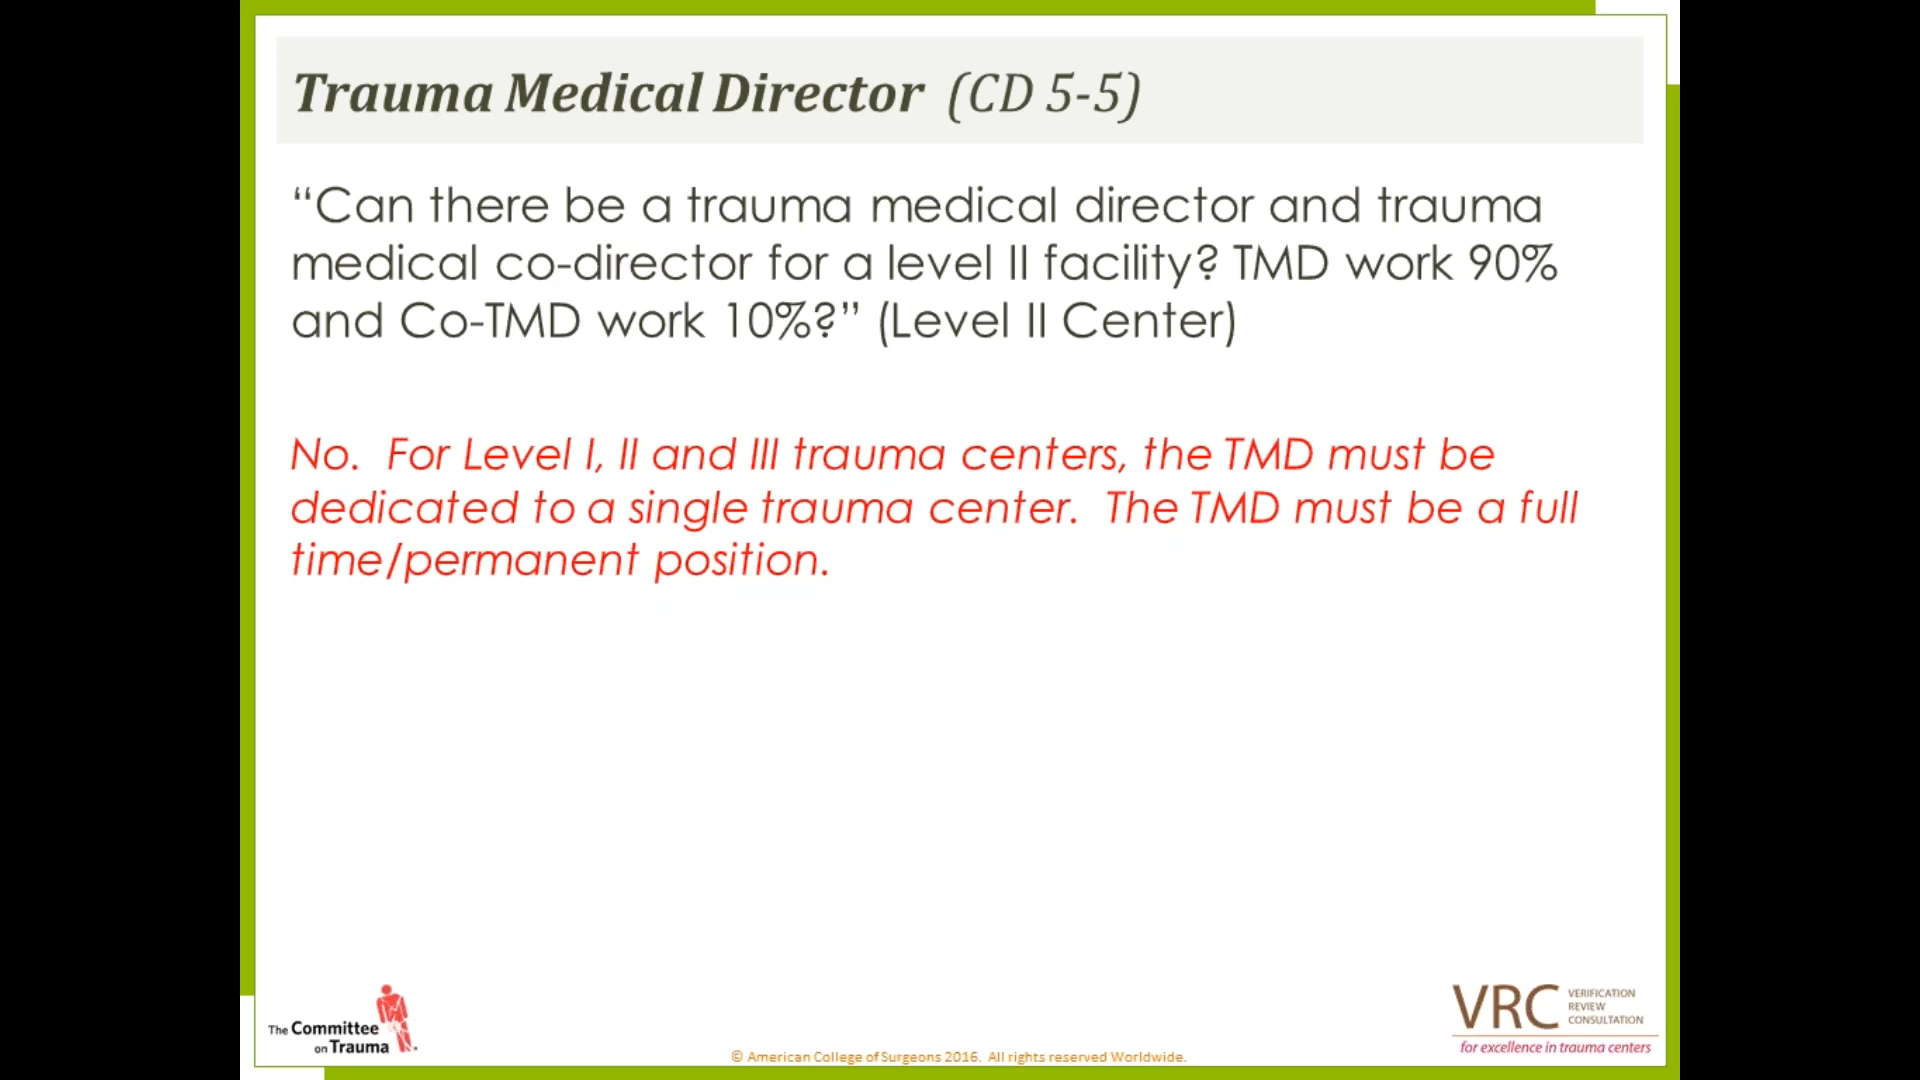 Trauma Medical Director (CD 5-5)
“Can there be a trauma medical director and trauma
medical co-director for a level II facility? TMD work 90%
and Co-TMD work 10%?” (Level II Center)
No. For Level I, II and III trauma centers, the TMD must be
dedicated to a single trauma center. The TMD must be a full
time/permanent position.
The Committee
on Trauma
© American College of Surgeons 2016. All rights reserved Worldwide.
VRC
VERIFICATION
REVIEW
CONSULTATION
for excellence in trauma centers